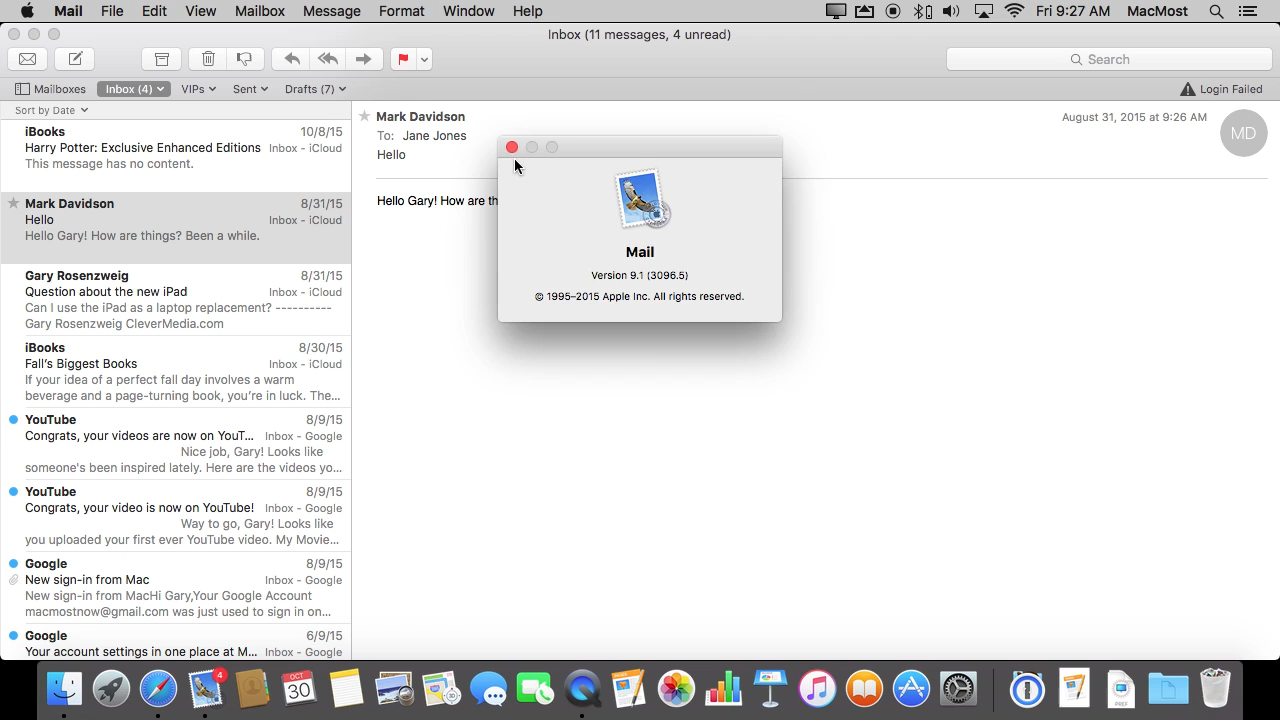 Mail File Edit View Mailbox Message Format Window Help Fri 9:27 AM MacMost
Inbox (11 messages, 4 unread)
Search
Mailboxes Inbox (4) VIPs Sent Drafts (7) Login Failed
Sort by Date
iBooks 10/8/15
Harry Potter: Exclusive Enhanced Editions Inbox - iCloud
This message has no content.
Mark Davidson 8/31/15
Hello Inbox - iCloud
Hello Gary! How are things? Been a while.
Gary Rosenzweig 8/31/15
Question about the new iPad Inbox - iCloud
Can I use the iPad as a laptop replacement? ----------
Gary Rosenzweig CleverMedia.com
iBooks 8/30/15
Fall's Biggest Books Inbox - iCloud
If your idea of a perfect fall day involves a warm
beverage and a page-turning book, you're in luck. The...
YouTube 8/9/15
Congrats, your videos are now on YouT... Inbox - Google
Nice job, Gary! Looks like
someone's been inspired lately. Here are the videos yo...
YouTube 8/9/15
Congrats, your video is now on YouTube! Inbox - Google
Way to go, Gary! Looks like
you uploaded your first ever YouTube video. My Movie...
Google 8/9/15
New sign-in from Mac Inbox - Google
New sign-in from MacHi Gary,Your Google Account
macmostnow@gmail.com was just used to sign in on...
Google 6/9/15
Your account settings in one place at M... Inbox - Google
Mark Davidson August 31, 2015 at 9:26 AM
MD
To: Jane Jones
Hello
Hello Gary! How are th
Mail
Version 9.1 (3096.5)
© 1995–2015 Apple Inc. All rights reserved.
4
OCT
30